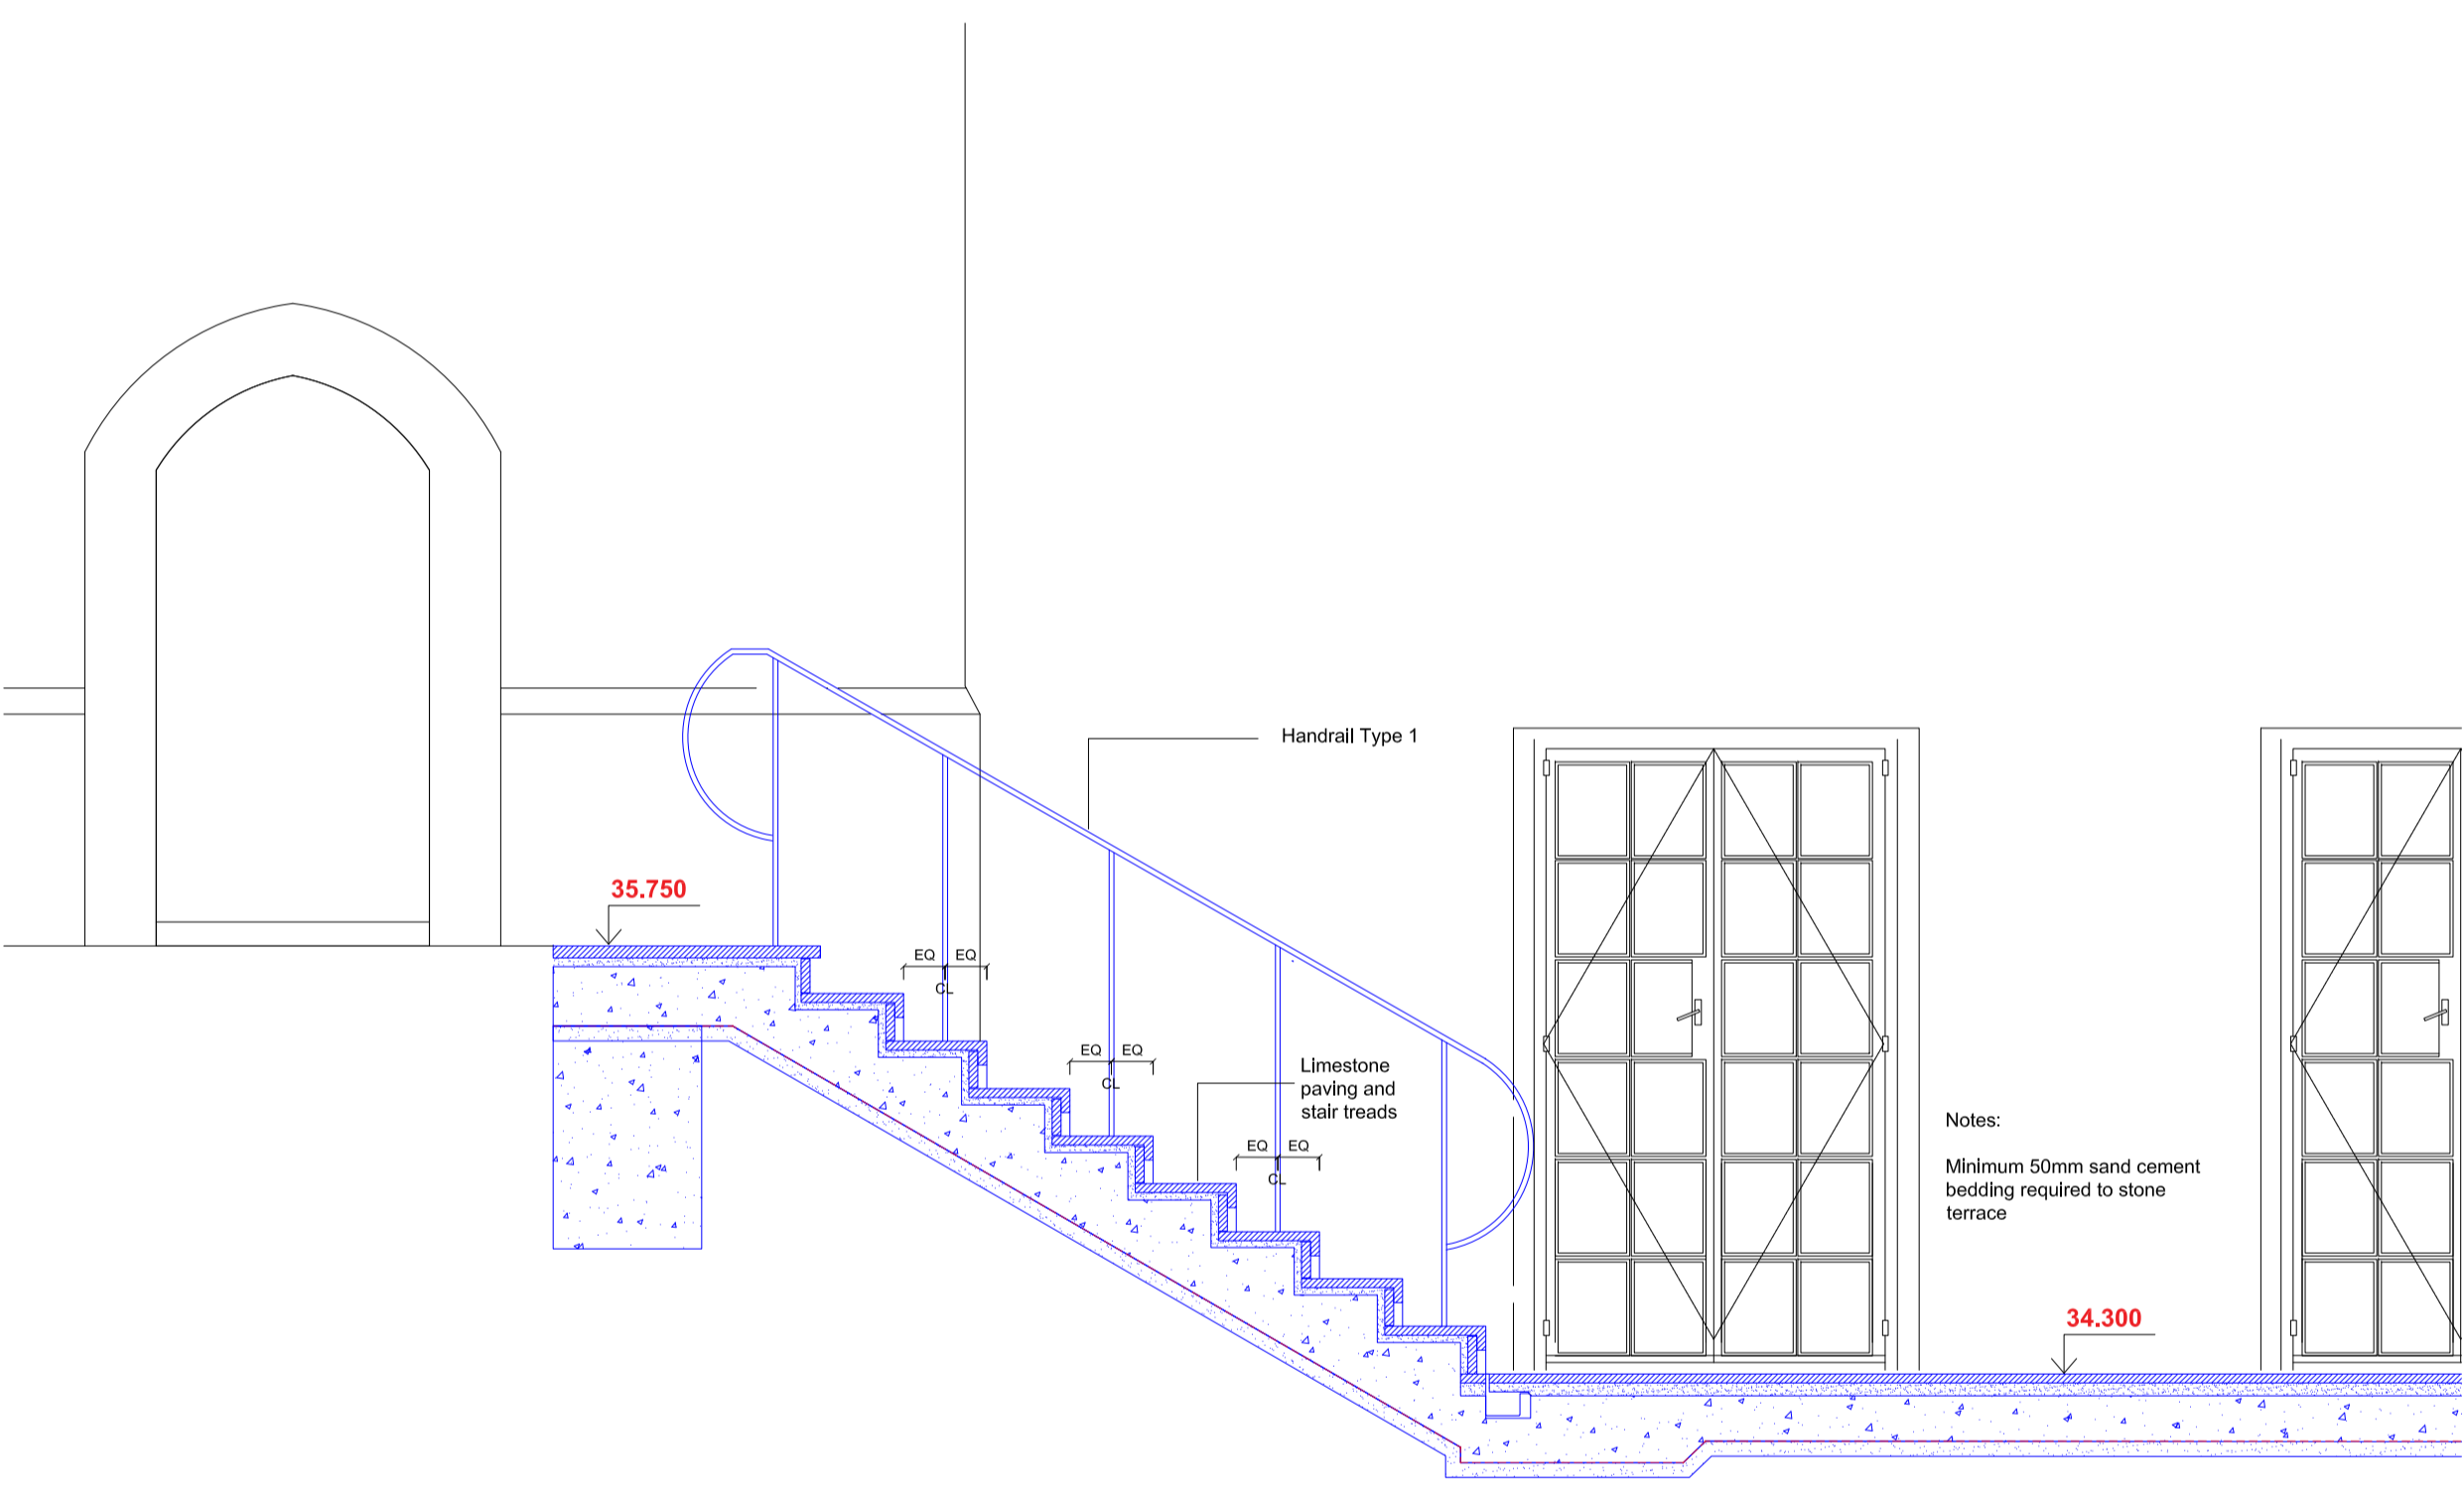 Handrail Type 1
35.750
EQ EQ
CL
EQ EQ
CL
Limestone
paving and
stair treads
EQ EQ
CL
Notes:
Minimum 50mm sand cement
bedding required to stone
terrace
34.300